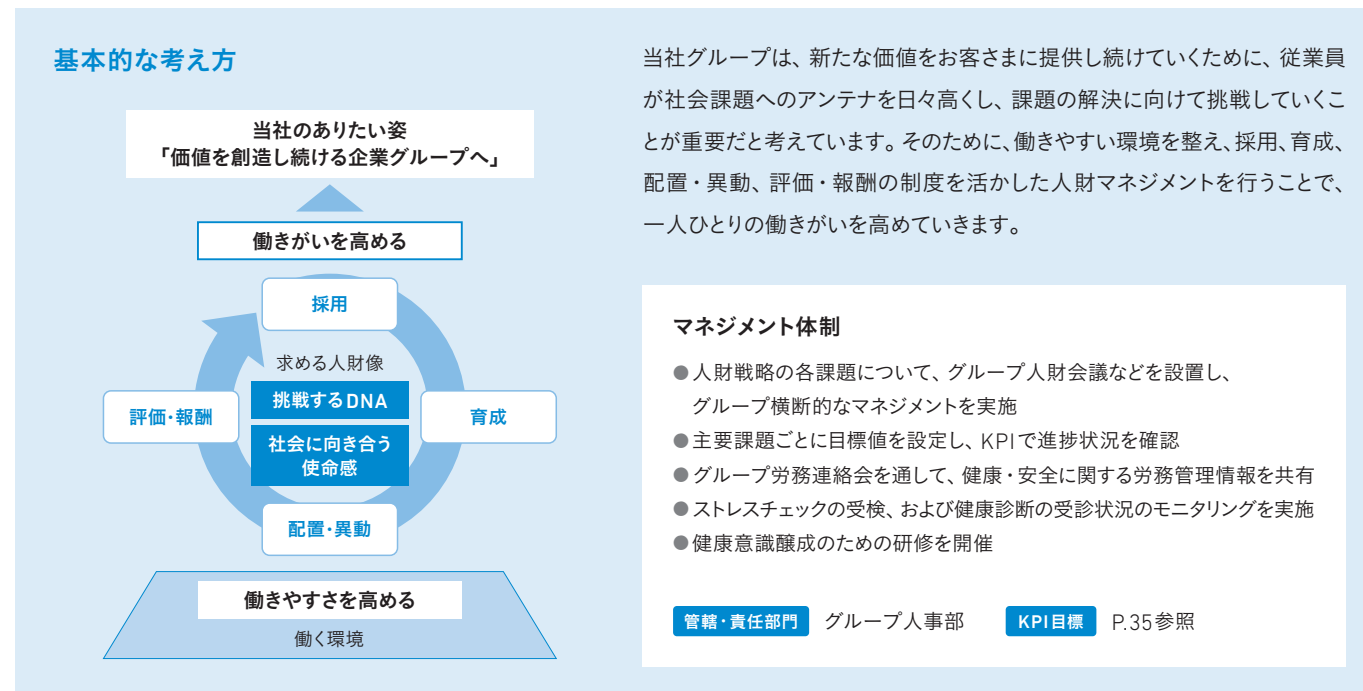 基本的な考え方
当社のありたい姿
「価値を創造し続ける企業グループへ」
働きがいを高める
採用
求める人財像
挑戦するDNA
社会に向き合う
使命感
評価・報酬
育成
配置・異動
働きやすさを高める
働く環境
当社グループは、新たな価値をお客さまに提供し続けていくために、従業員
が社会課題へのアンテナを日々高くし、課題の解決に向けて挑戦していくこ
とが重要だと考えています。そのために、働きやすい環境を整え、採用、育成、
配置・異動、評価・報酬の制度を活かした人財マネジメントを行うことで、
一人ひとりの働きがいを高めていきます。
マネジメント体制
●人財戦略の各課題について、グループ人財会議などを設置し、
グループ横断的なマネジメントを実施
●主要課題ごとに目標値を設定し、KPIで進捗状況を確認
●グループ労務連絡会を通して、健康・安全に関する労務管理情報を共有
●ストレスチェックの受検、および健康診断の受診状況のモニタリングを実施
●健康意識醸成のための研修を開催
管轄・責任部門 グループ人事部 KPI目標 P.35参照